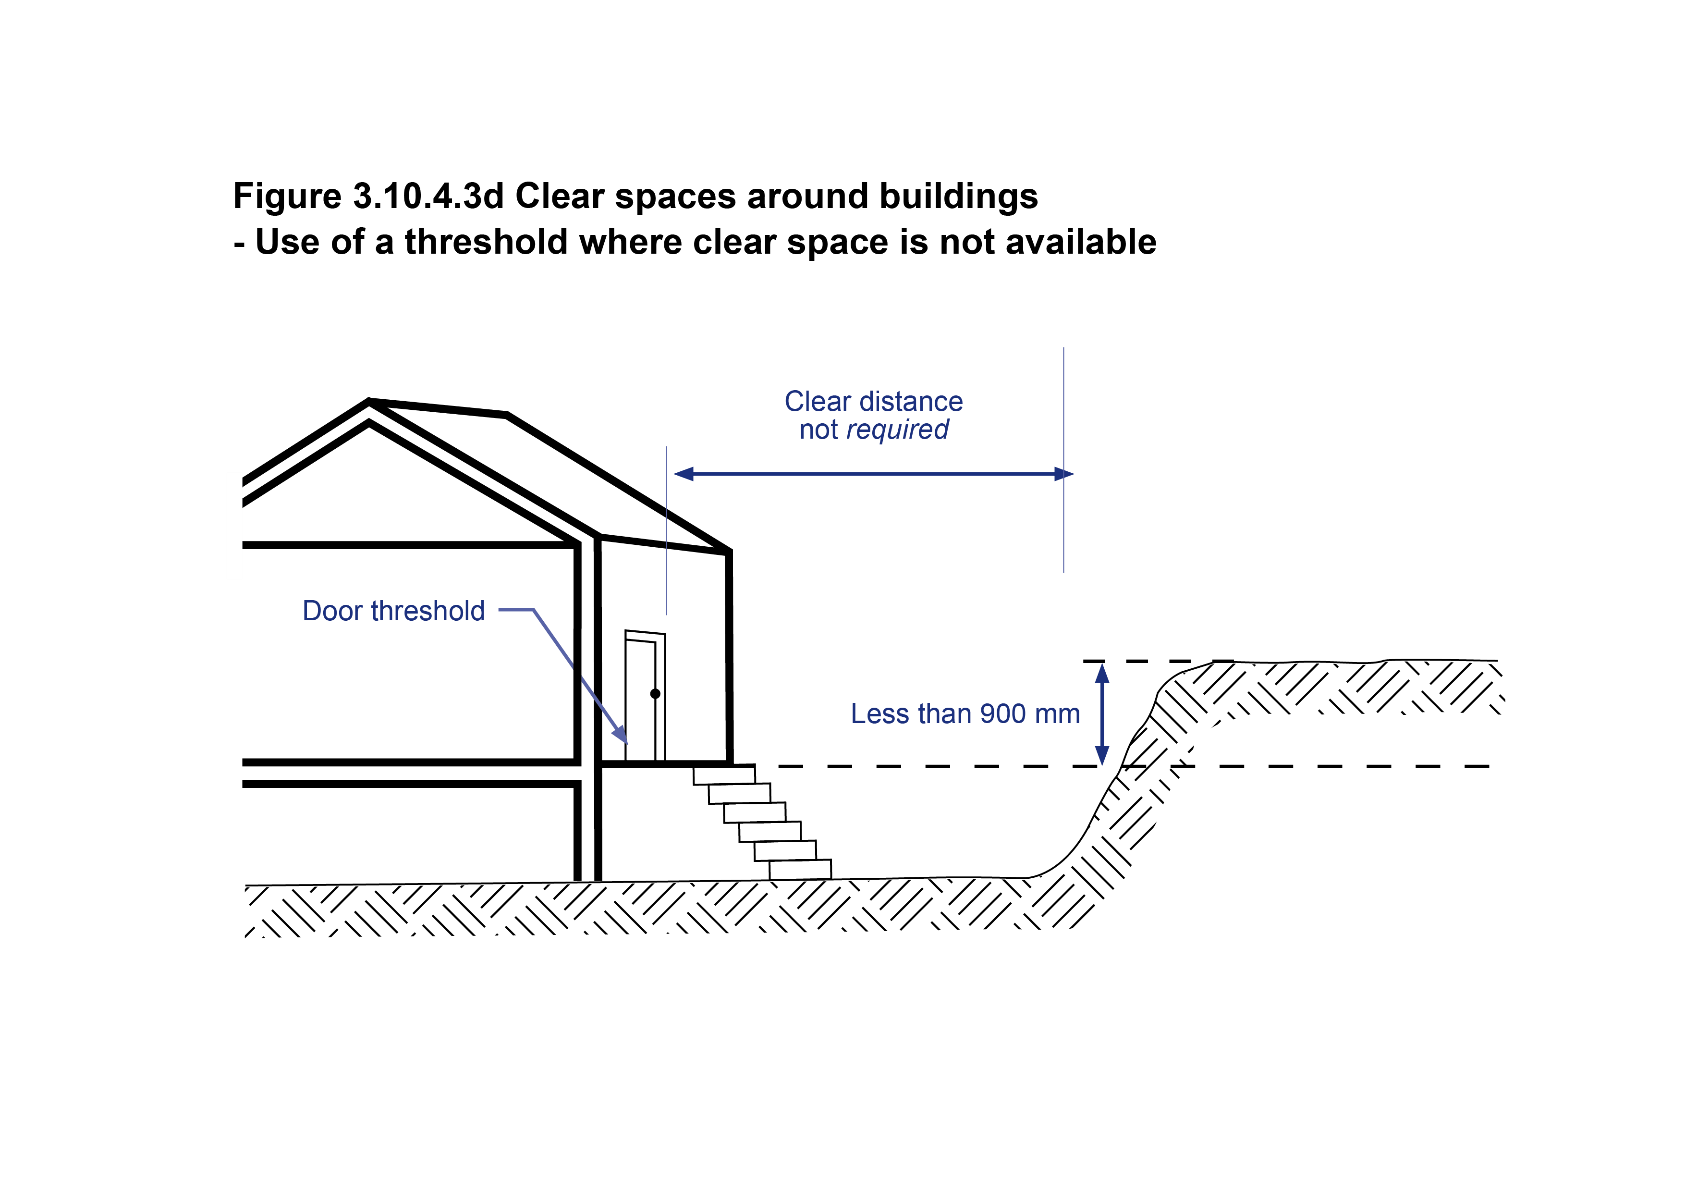 Figure 3.10.4.3d Clear spaces around buildings
- Use of a threshold where clear space is not available
Clear distance
not required
Door threshold
Less than 900 mm